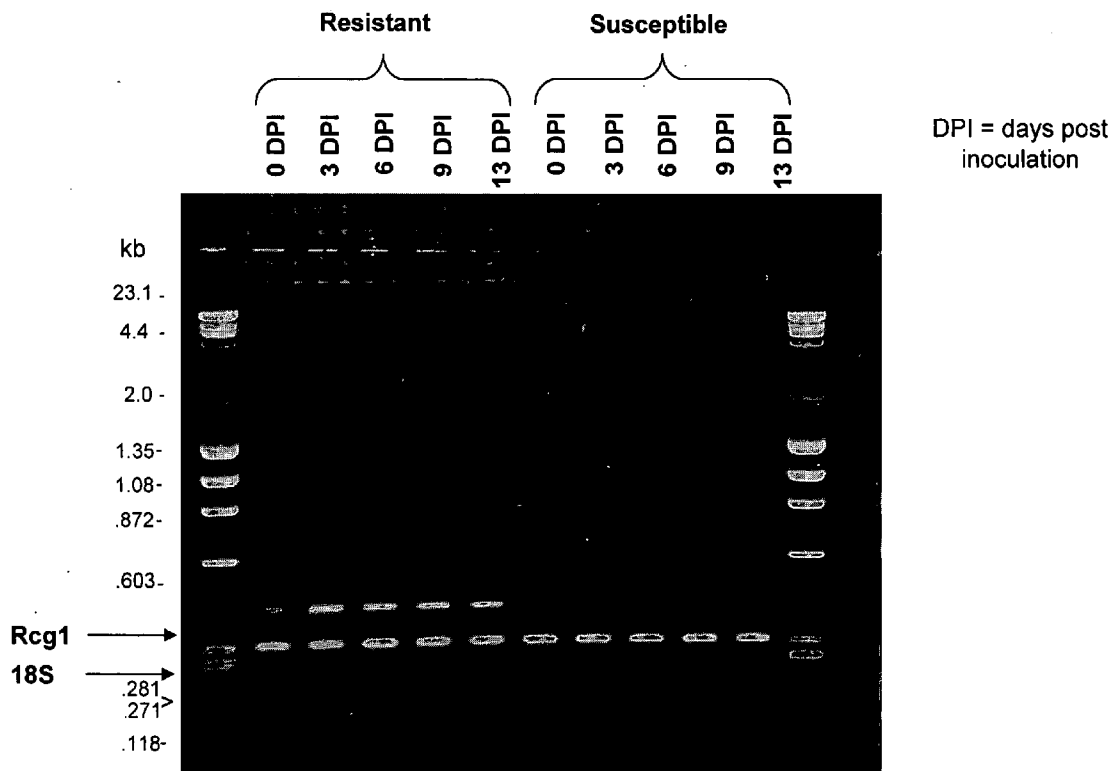 Resistant
Susceptible
0 DPI
3 DPI
6 DPI
9 DPI
13 DPI
0 DPI
3 DPI
6 DPI
9 DPI
13 DPI
DPI = days post
inoculation
kb
23.1 -
4.4 -
2.0 -
1.35-
1.08-
.872-
.603-
Rcg1
18S
.281
.271>
.118-